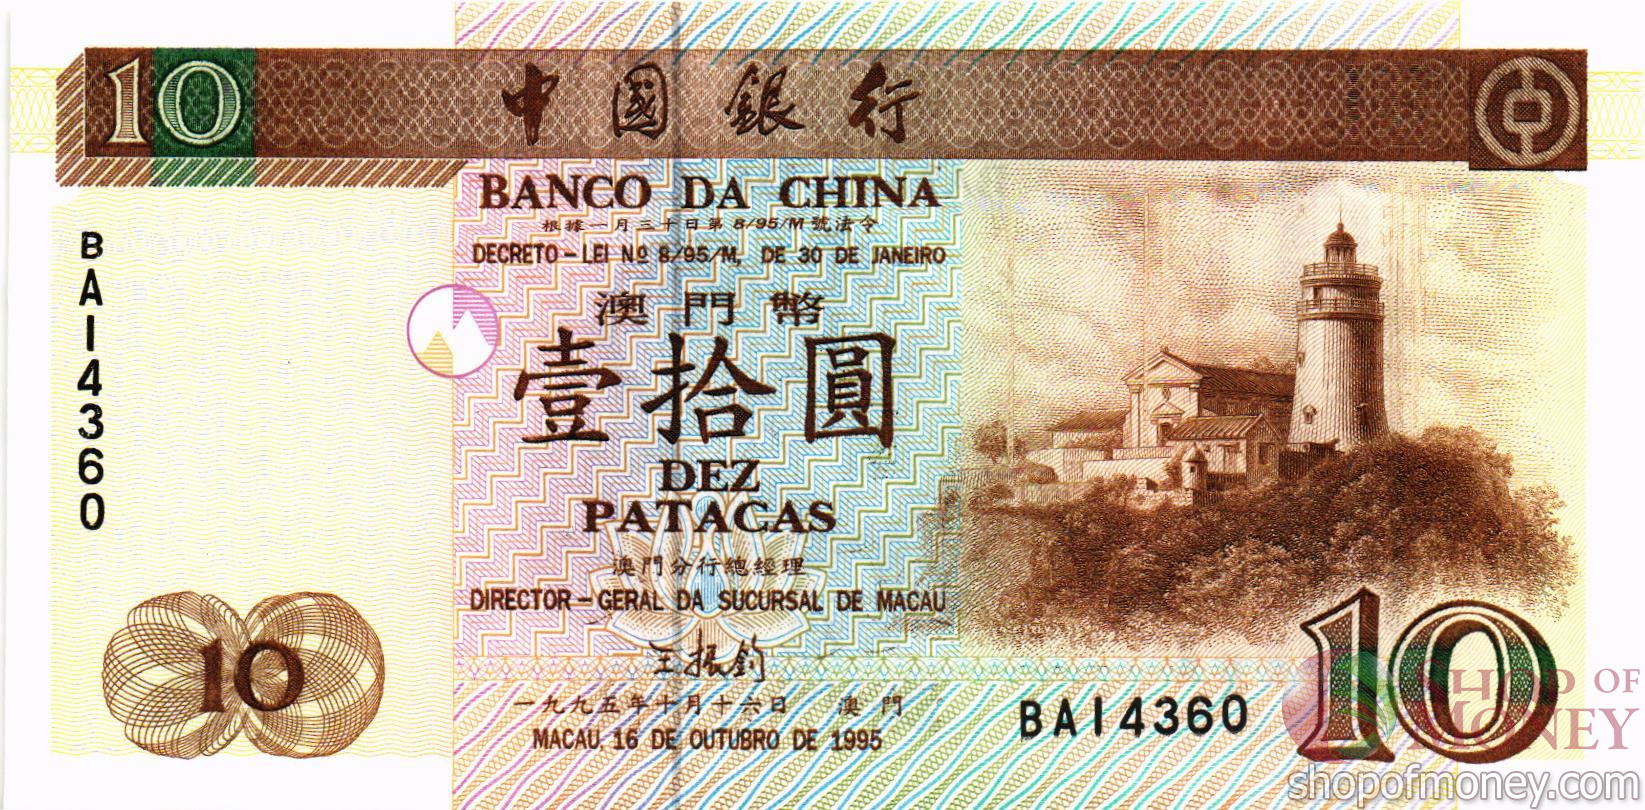 10
中國銀行
BANCO DA CHINA
根據一月三十日第8/95/M號法令
DECRETO-LEI Nº 8/95/M, DE 30 DE JANEIRO
BA14360
澳門幣
壹拾圓
DEZ
PATACAS
澳門分行總經理
DIRECTOR-GERAL DA SUCURSAL DE MACAU
王振鈞
一九九五年十月十六日 澳門
MACAU, 16 DE OUTUBRO DE 1995
10
BA14360
10
SHOP OF
MONEY
shopofmoney.com